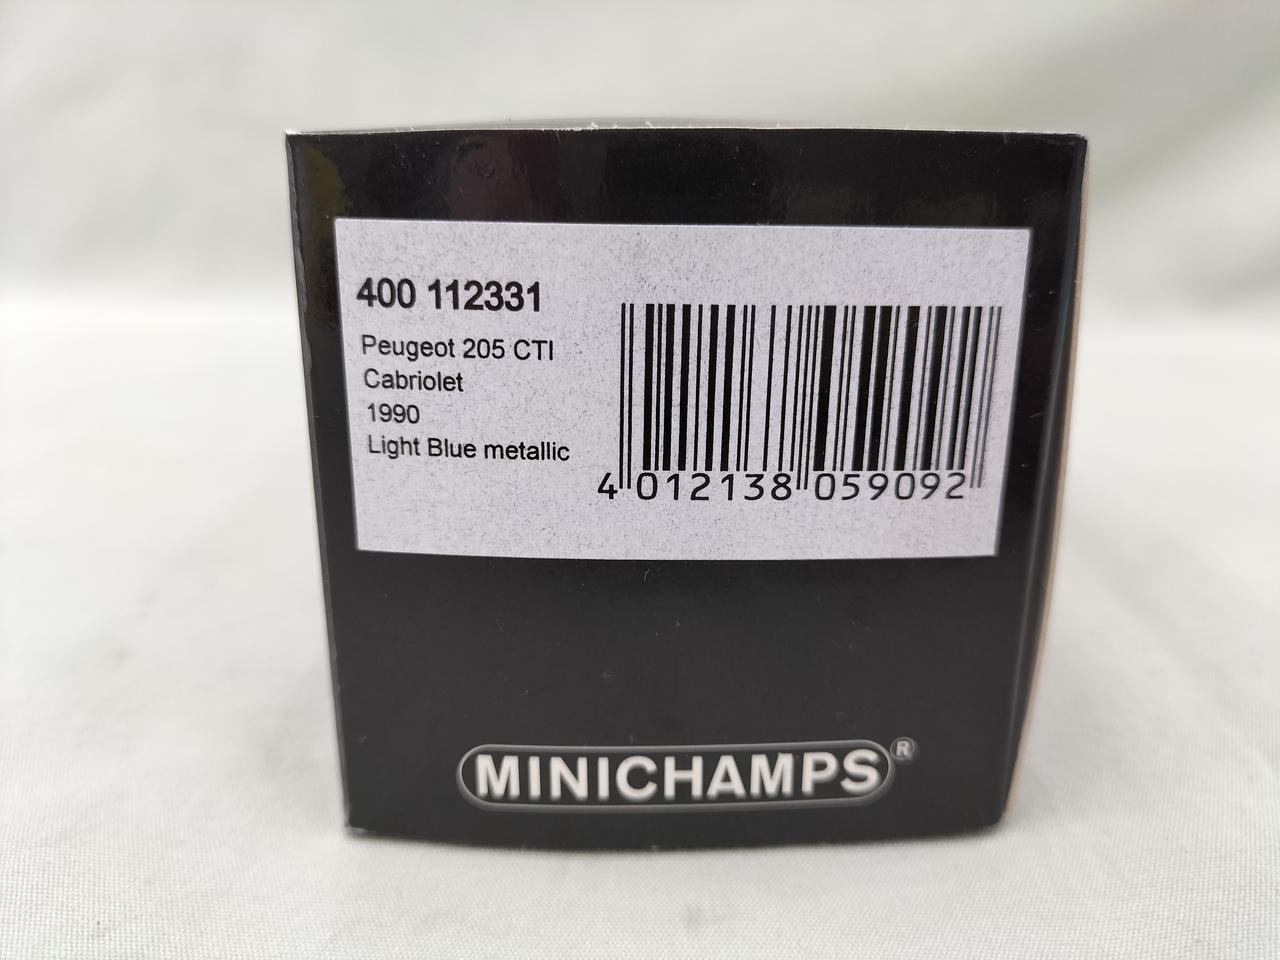 400 112331
Peugeot 205 CTI
Cabriolet
1990
Light Blue metallic
4 012138 059092
MINICHAMPS®